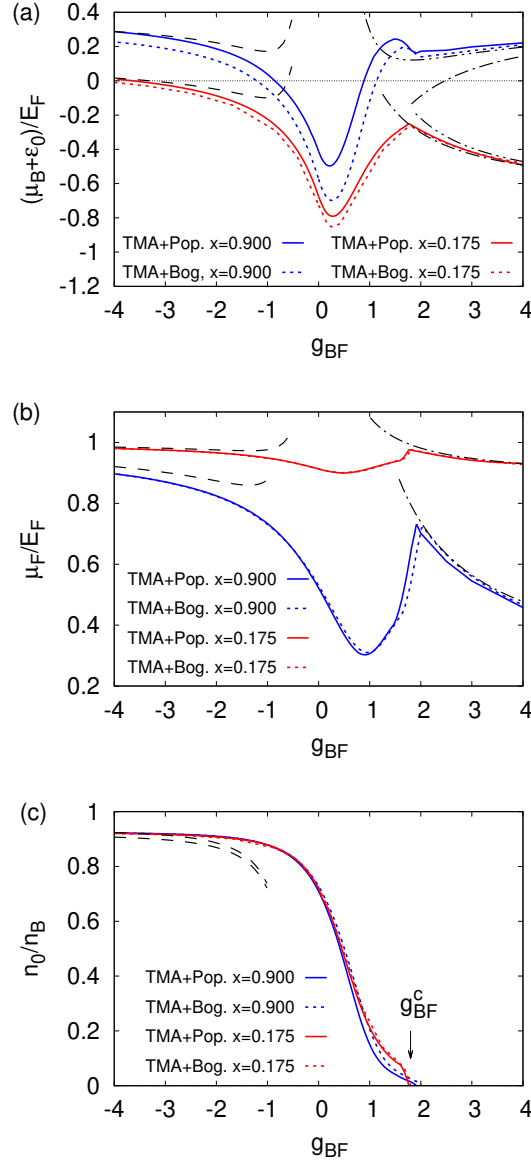 (a)
0.4
0.2
0
-0.2
-0.4
-0.6
-0.8
-1
-1.2
(μB+ε0)/EF
TMA+Pop. x=0.900
TMA+Bog, x=0.900
TMA+Pop. x=0.175
TMA+Bog. x=0.175
-4 -3 -2 -1 0 1 2 3 4
gBF
(b)
1
0.8
0.6
0.4
0.2
μF/EF
TMA+Pop. x=0.900
TMA+Bog. x=0.900
TMA+Pop. x=0.175
TMA+Bog. x=0.175
-4 -3 -2 -1 0 1 2 3 4
gBF
(c)
1
0.8
0.6
0.4
0.2
0
n0/nB
TMA+Pop. x=0.900
TMA+Bog. x=0.900
TMA+Pop. x=0.175
TMA+Bog. x=0.175
gcBF
-4 -3 -2 -1 0 1 2 3 4
gBF